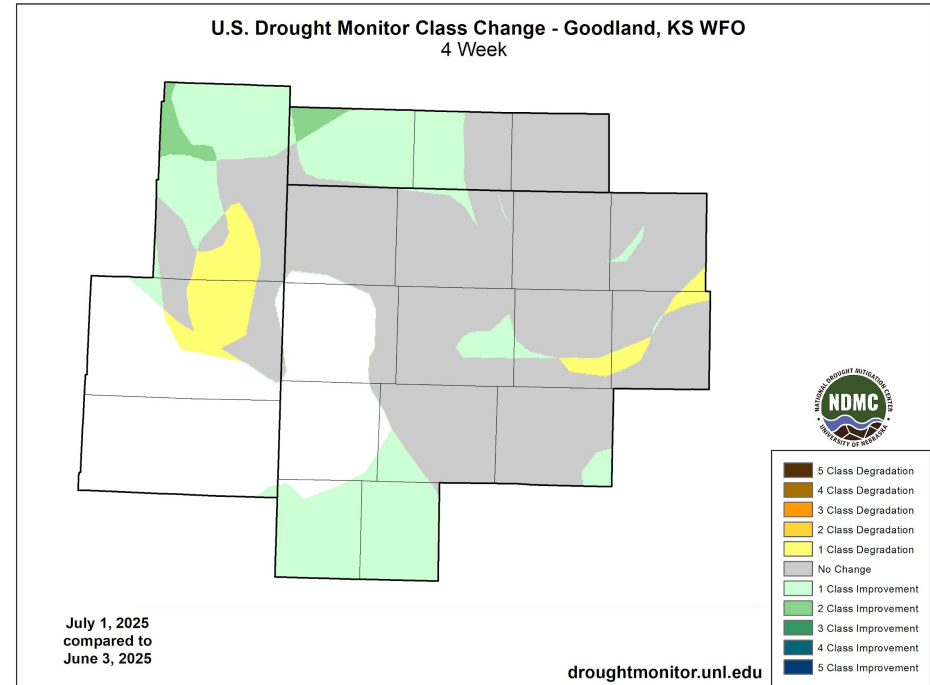 U.S. Drought Monitor Class Change - Goodland, KS WFO
4 Week
NATIONAL DROUGHT MITIGATION CENTER
NDMC
UNIVERSITY OF NEBRASKA
5 Class Degradation
4 Class Degradation
3 Class Degradation
2 Class Degradation
1 Class Degradation
No Change
1 Class Improvement
2 Class Improvement
3 Class Improvement
4 Class Improvement
5 Class Improvement
July 1, 2025
compared to
June 3, 2025
droughtmonitor.unl.edu